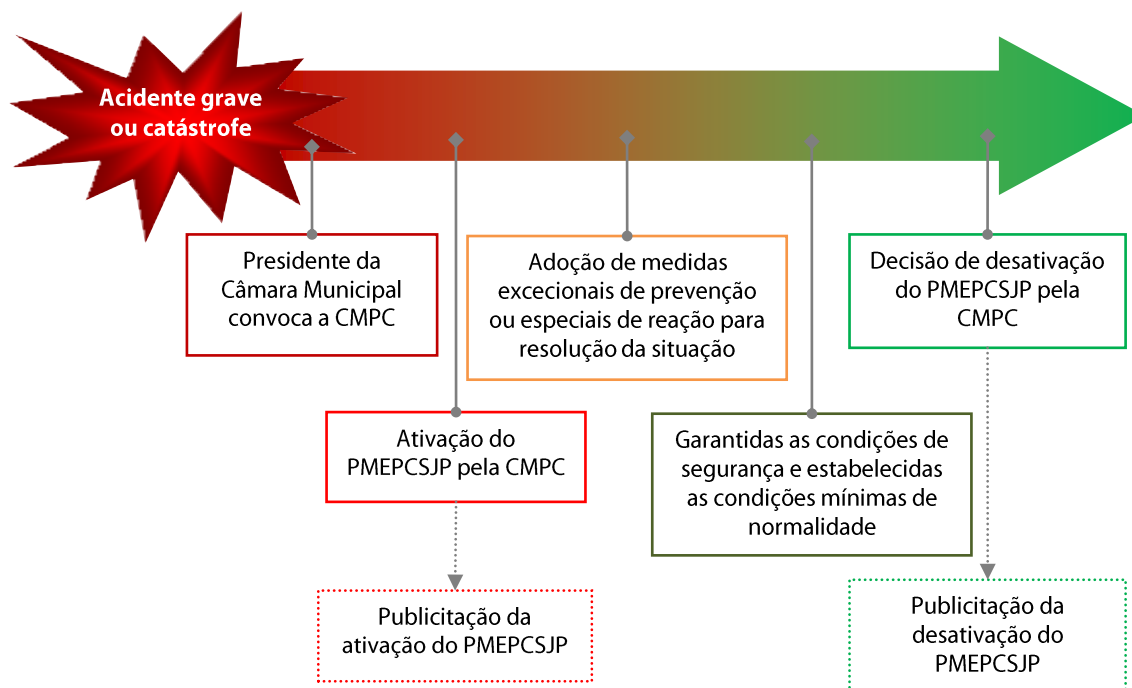 Acidente grave
ou catástrofe
Presidente da
Câmara Municipal
convoca a CMPC
Ativação do
PMEPCSJP pela CMPC
Publicitação da
ativação do PMEPCSJP
Adoção de medidas
excecionais de prevenção
ou especiais de reação para
resolução da situação
Garantidas as condições de
segurança e estabelecidas
as condições mínimas de
normalidade
Decisão de desativação
do PMEPCSJP pela
CMPC
Publicitação da
desativação do
PMEPCSJP